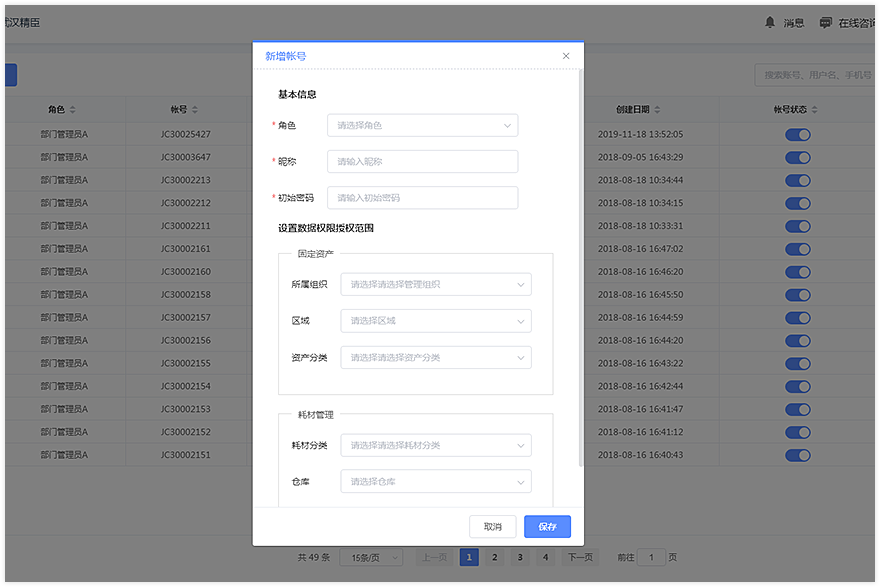 武汉精臣
消息
在线咨询
新增帐号
×
搜索账号、用户名、手机号
基本信息
角色 帐号 创建日期 帐号状态
* 角色 请选择角色
* 昵称 请输入昵称
* 初始密码 请输入初始密码
设置数据权限授权范围
固定资产
所属组织 请选择请选择管理组织
区域 请选择区域
资产分类 请选择请选择资产分类
耗材管理
耗材分类 请选择请选择耗材分类
仓库 请选择仓库
取消 保存
部门管理员A JC30025427 2019-11-18 13:52:05
部门管理员A JC30003647 2018-09-05 16:43:29
部门管理员A JC30002213 2018-08-18 10:34:44
部门管理员A JC30002212 2018-08-18 10:34:15
部门管理员A JC30002211 2018-08-18 10:33:31
部门管理员A JC30002161 2018-08-16 16:47:02
部门管理员A JC30002160 2018-08-16 16:46:20
部门管理员A JC30002158 2018-08-16 16:45:50
部门管理员A JC30002157 2018-08-16 16:44:59
部门管理员A JC30002156 2018-08-16 16:44:20
部门管理员A JC30002155 2018-08-16 16:43:22
部门管理员A JC30002154 2018-08-16 16:42:44
部门管理员A JC30002153 2018-08-16 16:41:47
部门管理员A JC30002152 2018-08-16 16:41:12
部门管理员A JC30002151 2018-08-16 16:40:43
共 49 条 15条/页 上一页 1 2 3 4 下一页 前往 1 页